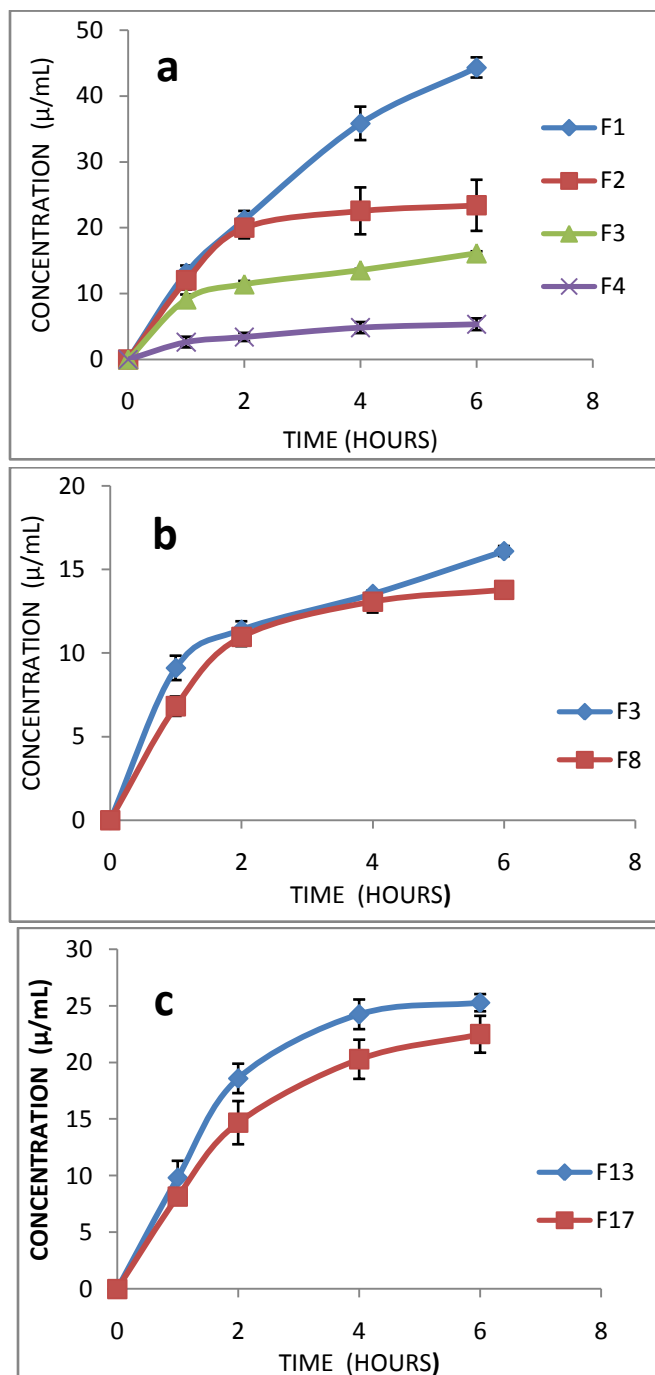 a
CONCENTRATION (µ/mL)
50
40
30
20
10
0
0 2 4 6 8
TIME (HOURS)
F1
F2
F3
F4
b
CONCENTRATION (µ/mL)
20
15
10
5
0
0 2 4 6 8
TIME (HOURS)
F3
F8
c
CONCENTRATION (µ/mL)
30
25
20
15
10
5
0
0 2 4 6 8
TIME (HOURS)
F13
F17